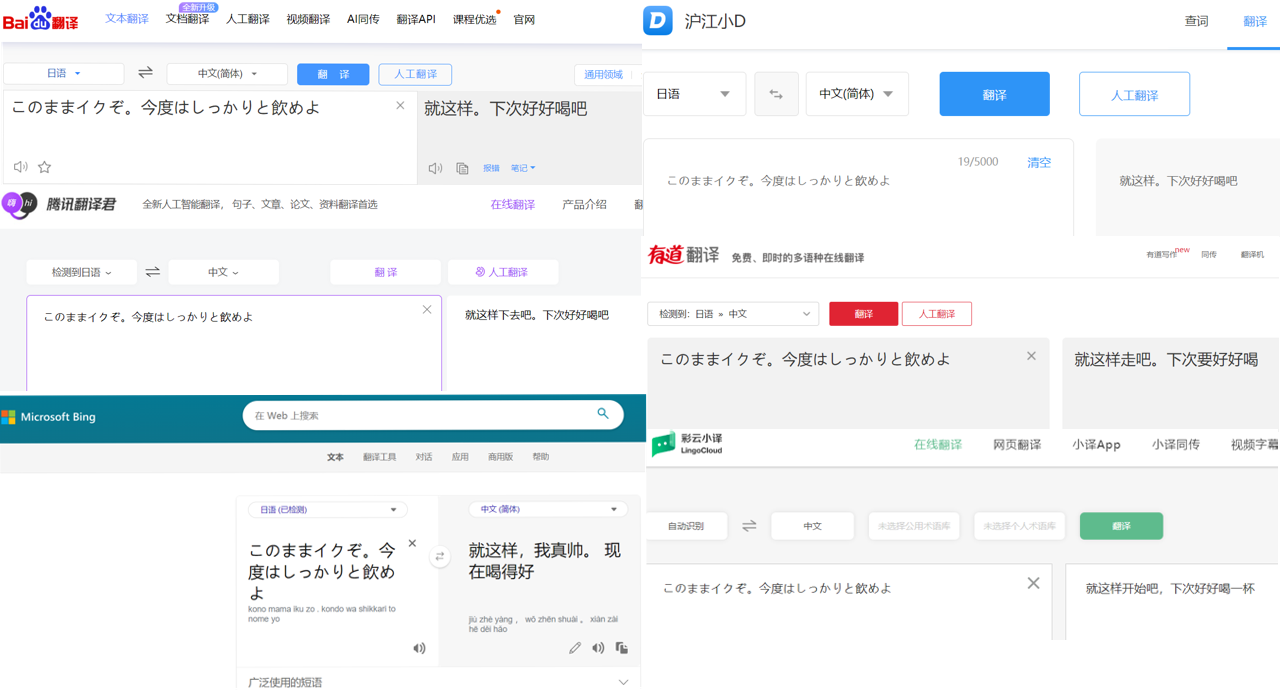 Bai du 翻译
文本翻译
全新升级
文档翻译
人工翻译
视频翻译
AI同传
翻译API
课程优选
官网
日语
中文(简体)
翻 译
人工翻译
通用领域
このままイクぞ。今度はしっかりと飲めよ
就这样。下次好好喝吧
报错
笔记
嗨 hi
腾讯翻译君
全新人工智能翻译，句子、文章、论文、资料翻译首选
在线翻译
产品介绍
翻
检测到日语
中文
翻 译
人工翻译
このままイクぞ。今度はしっかりと飲めよ
就这样下去吧。下次好好喝吧
Microsoft Bing
在 Web 上搜索
文本
翻译工具
对话
应用
商用版
帮助
日语 (已检测)
中文 (简体)
このままイクぞ。今
度はしっかりと飲め
よ
kono mama iku zo . kondo wa shikkari to
nome yo
就这样，我真帅。 现
在喝得好
jiù zhè yàng ， wǒ zhēn shuài 。 xiàn zài
hē dēi hǎo
广泛使用的短语
D
沪江小D
查词
翻译
日语
中文(简体)
翻译
人工翻译
19/5000
清空
このままイクぞ。今度はしっかりと飲めよ
就这样。下次好好喝吧
有道翻译
免费、即时的多语种在线翻译
有道写作new
同传
翻译机
检测到：日语 » 中文
翻译
人工翻译
このままイクぞ。今度はしっかりと飲めよ
就这样走吧。下次要好好喝
彩云小译
LingoCloud
在线翻译
网页翻译
小译App
小译同传
视频字幕
自动识别
中文
未选择公用术语库
未选择个人术语库
翻译
このままイクぞ。今度はしっかりと飲めよ
就这样开始吧，下次好好喝一杯